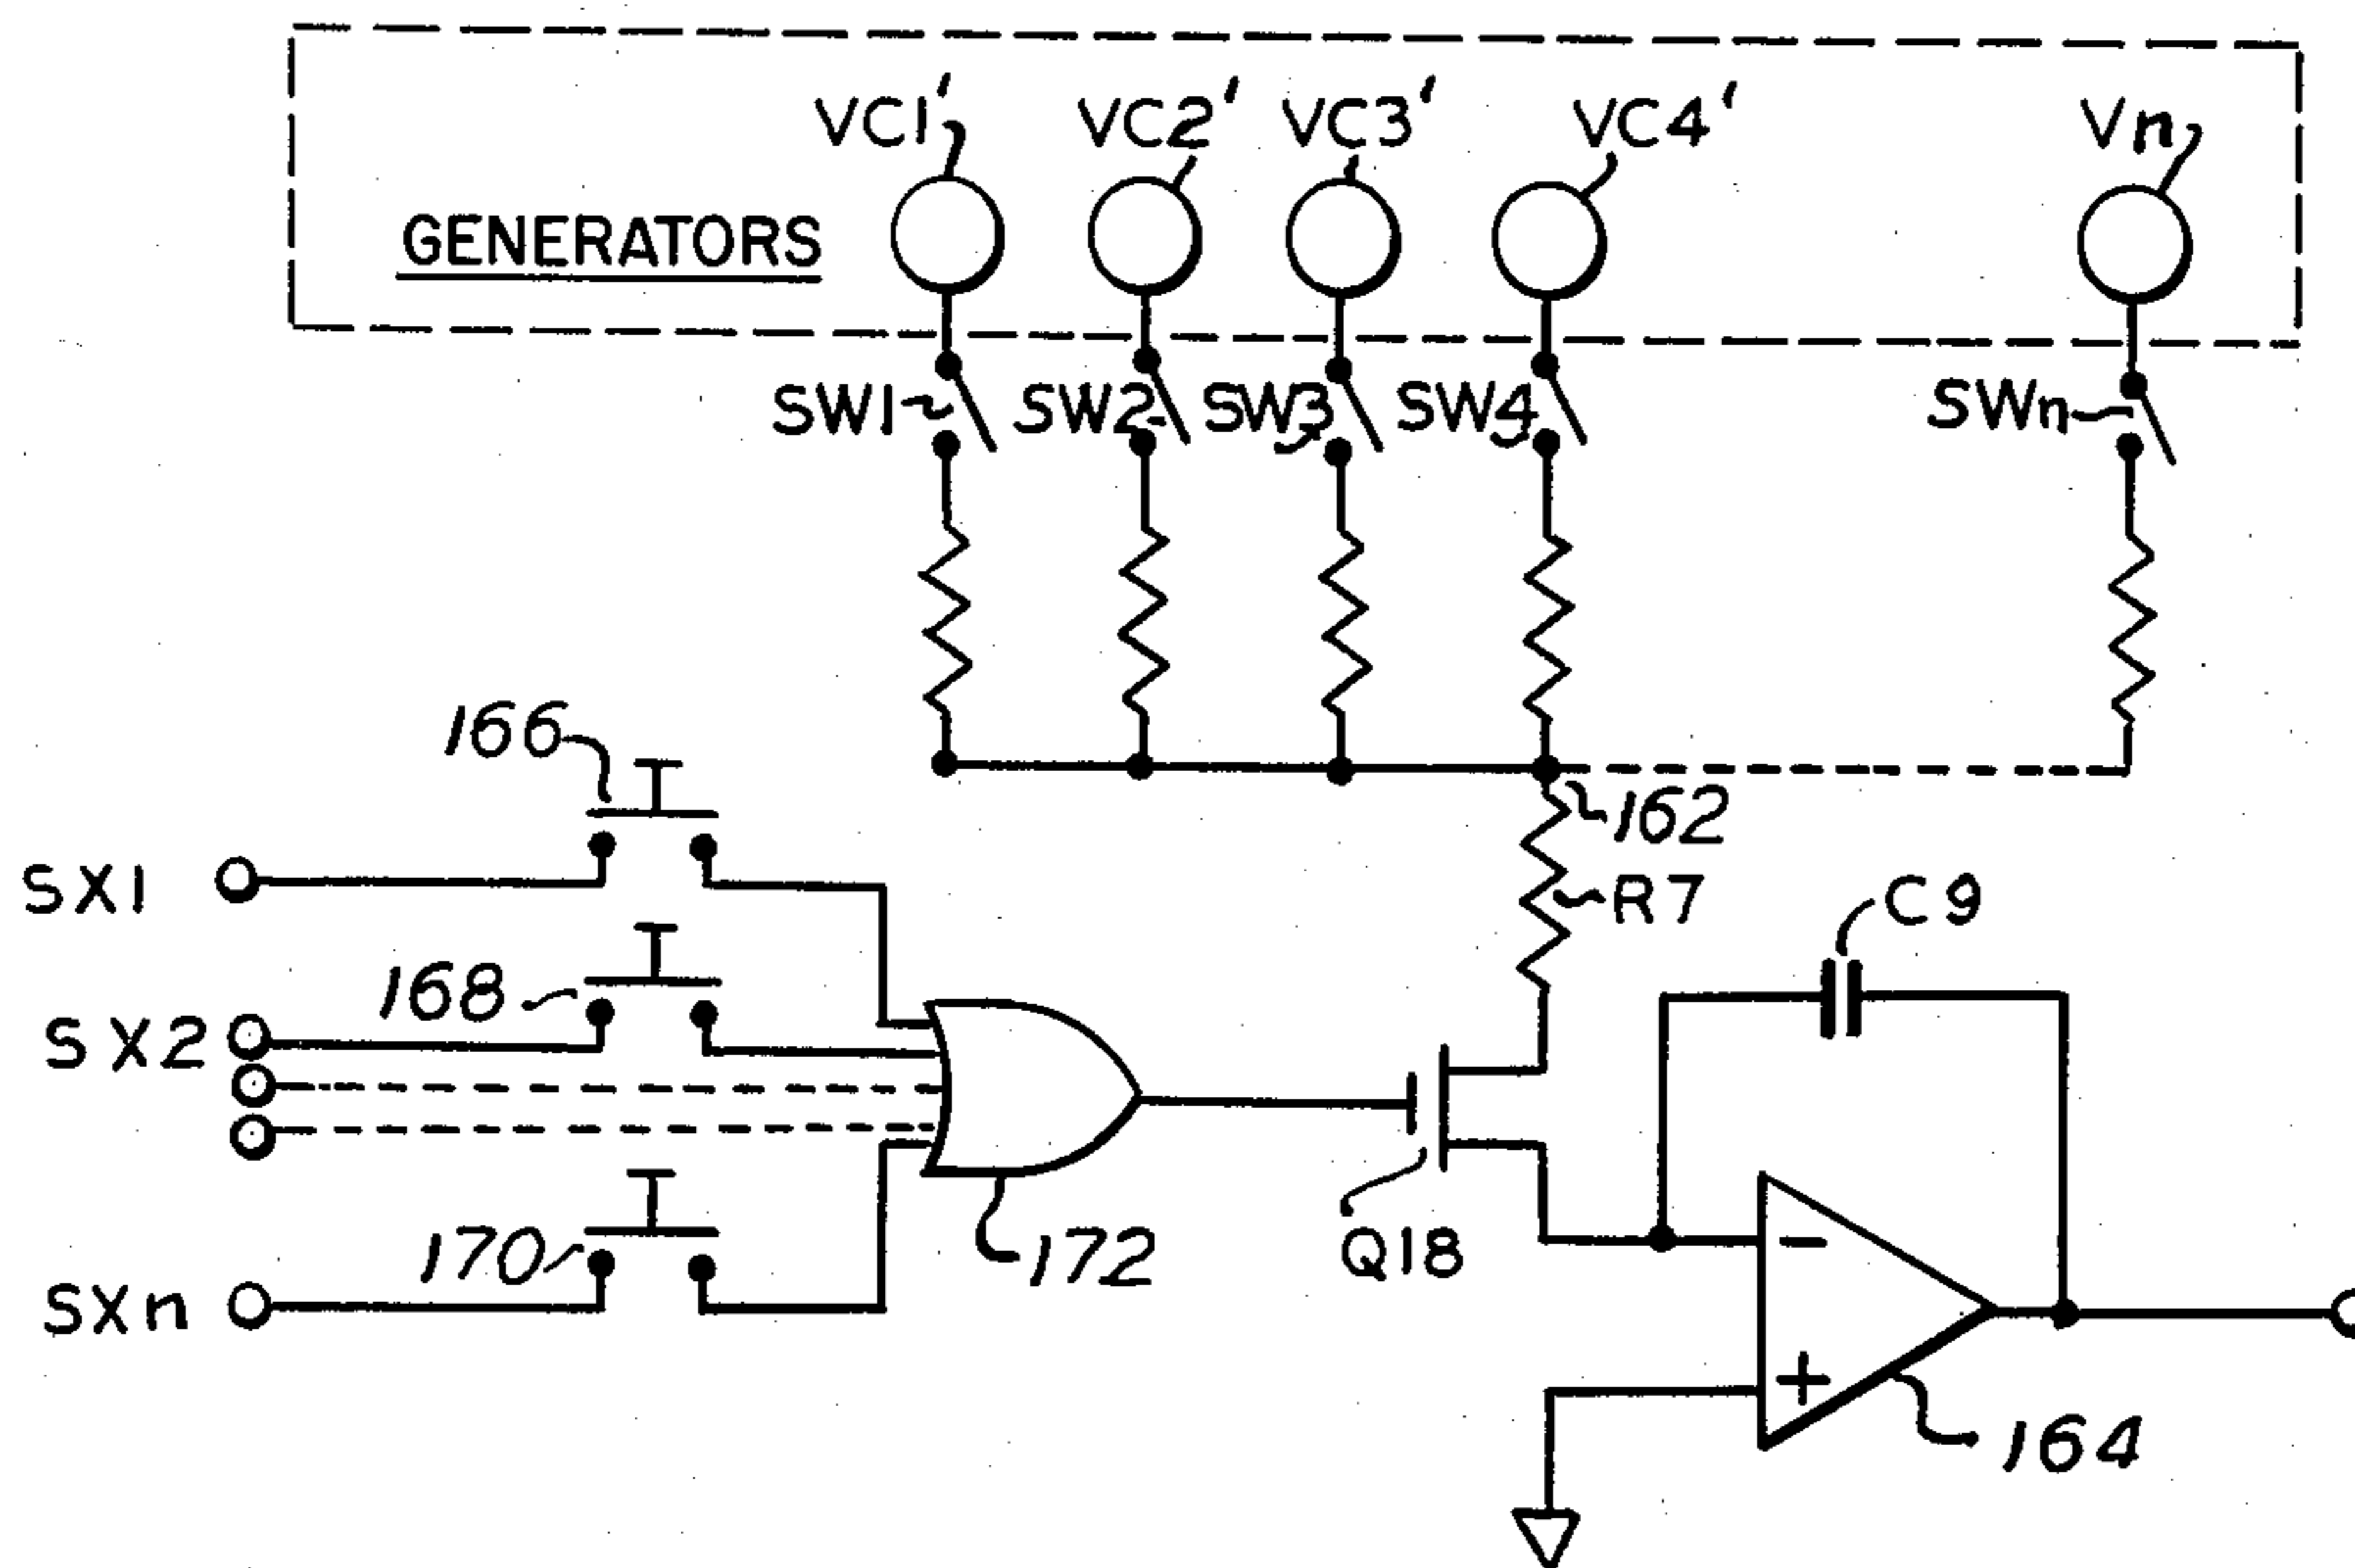 VC1' VC2' VC3' VC4' Vn
GENERATORS
SW1 SW2 SW3 SW4 SWn
166
162
SX1
R7
C9
168
SX2
170
172
Q18
SXn
-
+
164